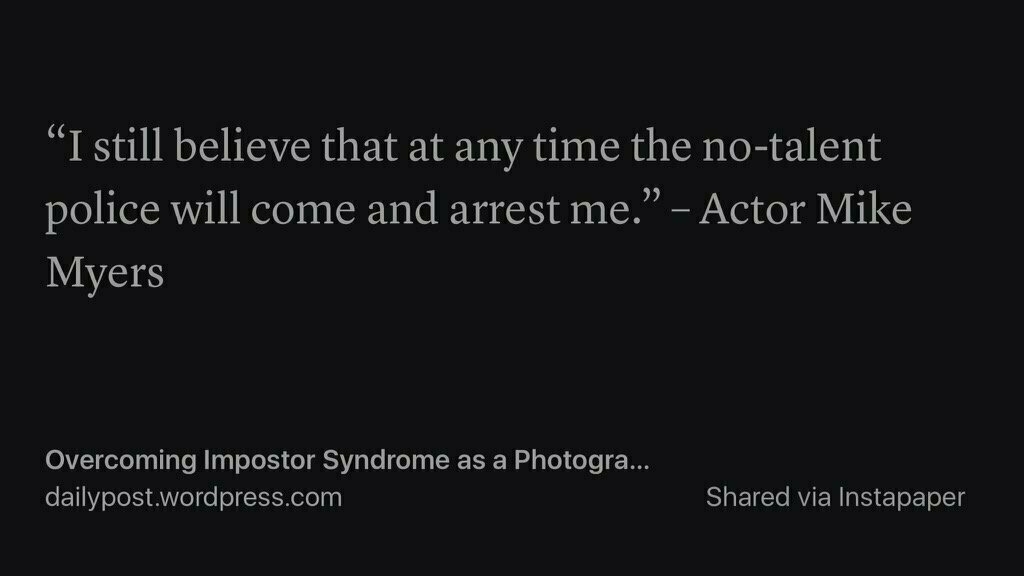 “I still believe that at any time the no-talent
police will come and arrest me.” – Actor Mike
Myers
Overcoming Impostor Syndrome as a Photogra...
dailypost.wordpress.com
Shared via Instapaper